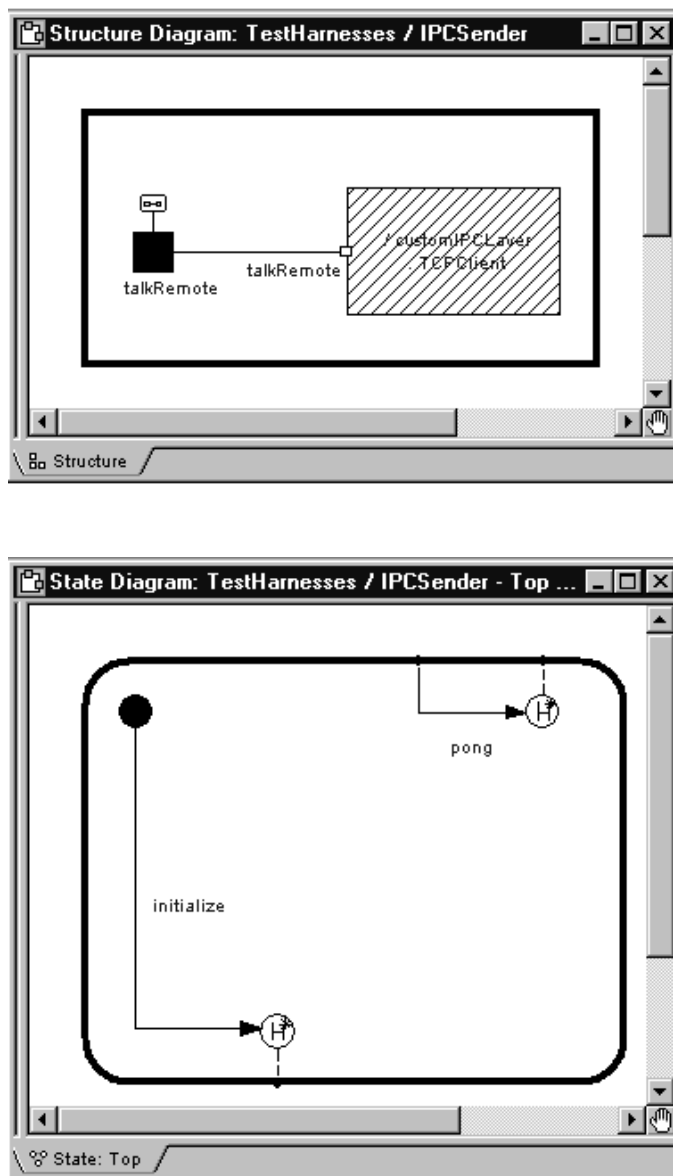 Structure Diagram: TestHarnesses / IPCSender
/ customIPCLayer
: TCPClient
talkRemote
talkRemote
Structure
State Diagram: TestHarnesses / IPCSender - Top ...
H*
pong
initialize
H*
State: Top